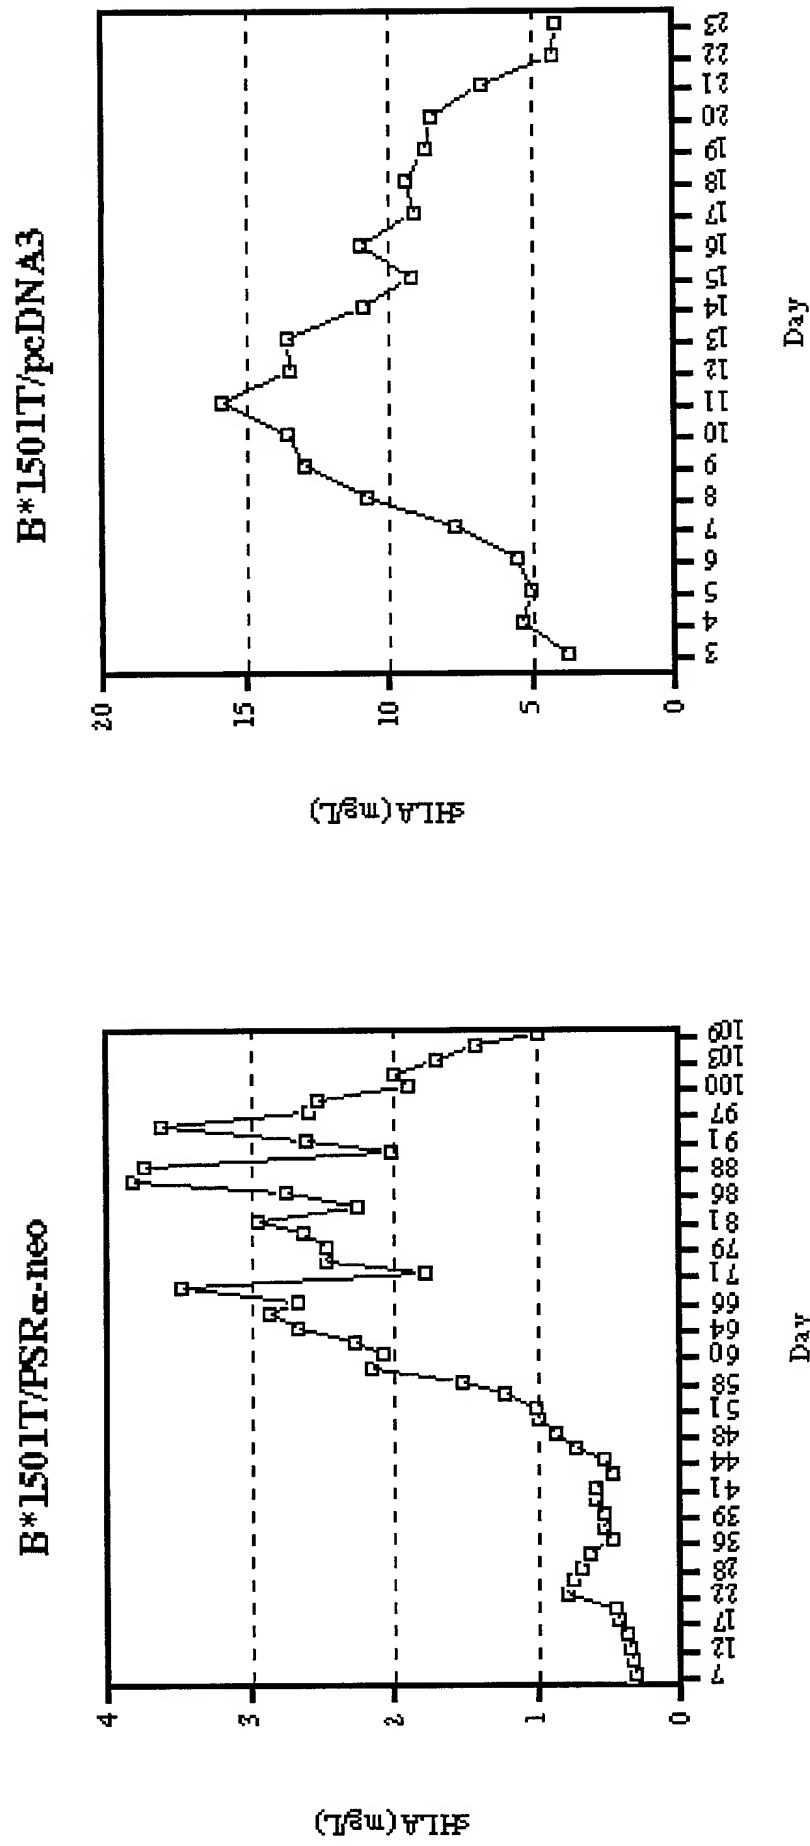 B*1501T/PSRα-neo
sHLA (mg/L)
4
3
2
1
0
7 12 17 22 28 36 39 41 44 48 51 58 60 64 66 71 79 81 86 88 91 97 100 103 109
Day
B*1501T/pcDNA3
sHLA (mg/L)
20
15
10
5
0
3 4 5 6 7 8 9 10 11 12 13 14 15 16 17 18 19 20 21 22 23
Day